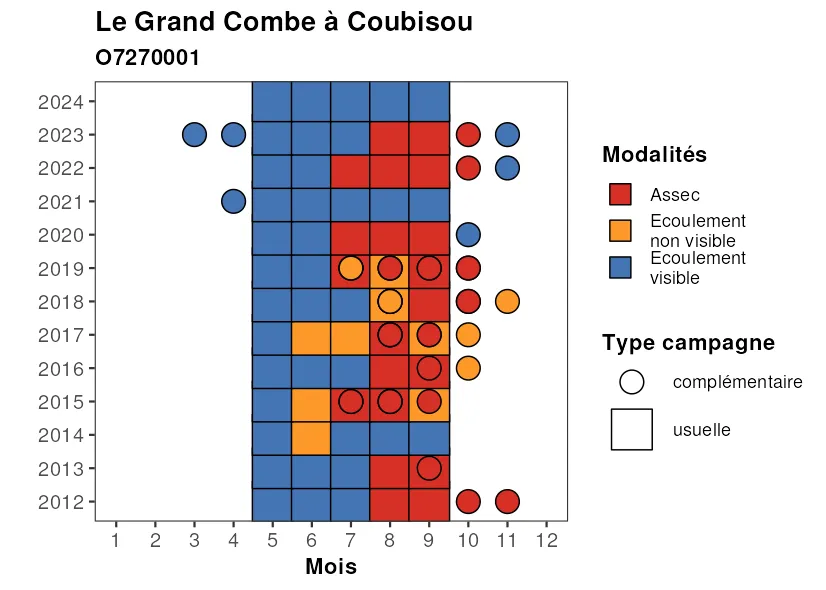 Le Grand Combe à Coubisou
O7270001
2024
2023
2022
2021
2020
2019
2018
2017
2016
2015
2014
2013
2012
1 2 3 4 5 6 7 8 9 10 11 12
Mois
Modalités
Assec
Ecoulement
non visible
Ecoulement
visible
Type campagne
complémentaire
usuelle